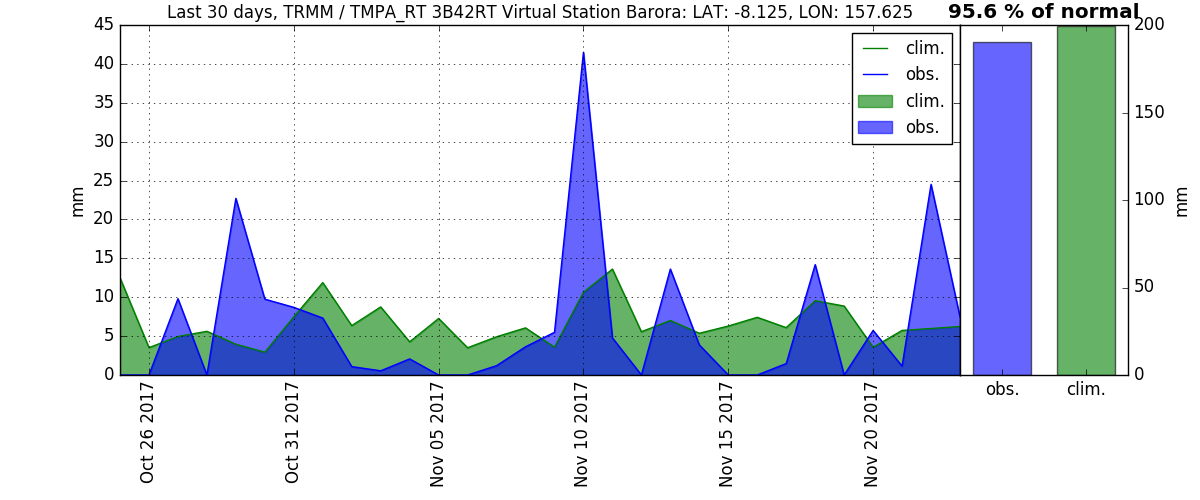 Last 30 days, TRMM / TMPA_RT 3B42RT Virtual Station Barora: LAT: -8.125, LON: 157.625
95.6 % of normal
45
40
35
30
25
20
15
10
5
0
mm
clim.
obs.
clim.
obs.
200
150
100
50
0
mm
obs.
clim.
Oct 26 2017
Oct 31 2017
Nov 05 2017
Nov 10 2017
Nov 15 2017
Nov 20 2017